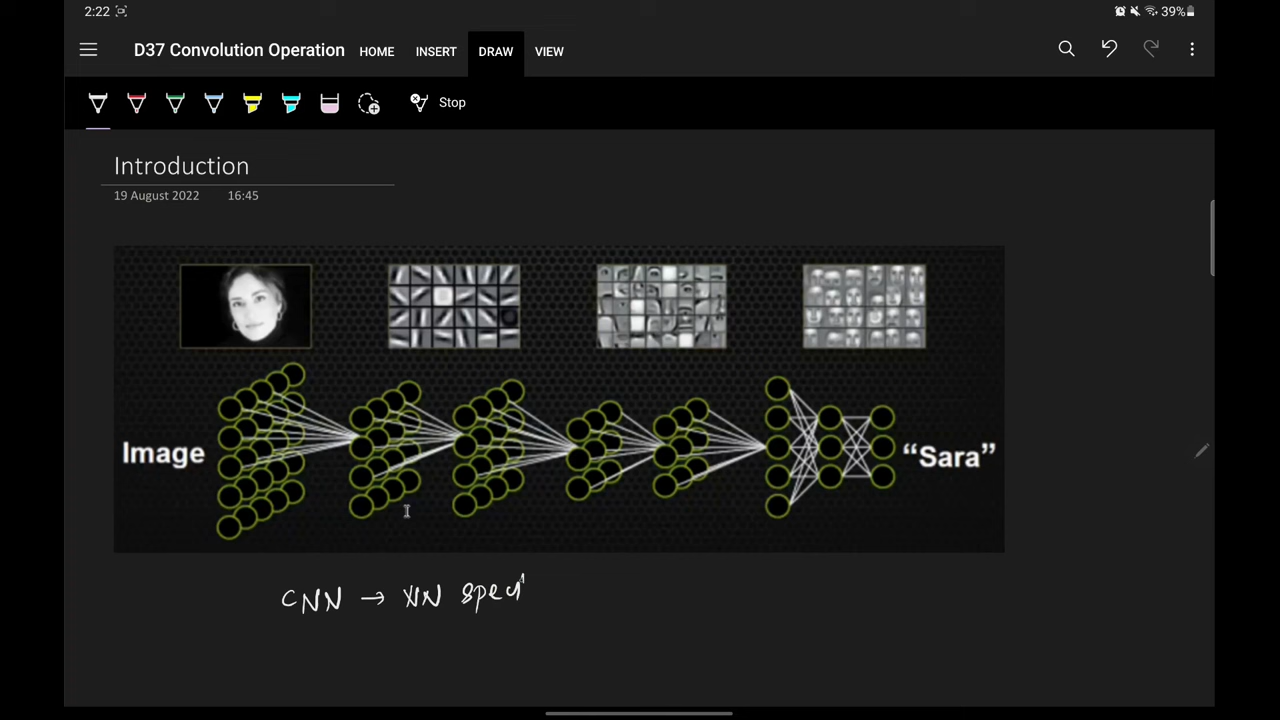 2:22 39%
D37 Convolution Operation HOME INSERT DRAW VIEW
Stop
Introduction
19 August 2022 16:45
Image "Sara"
CNN → NN speci